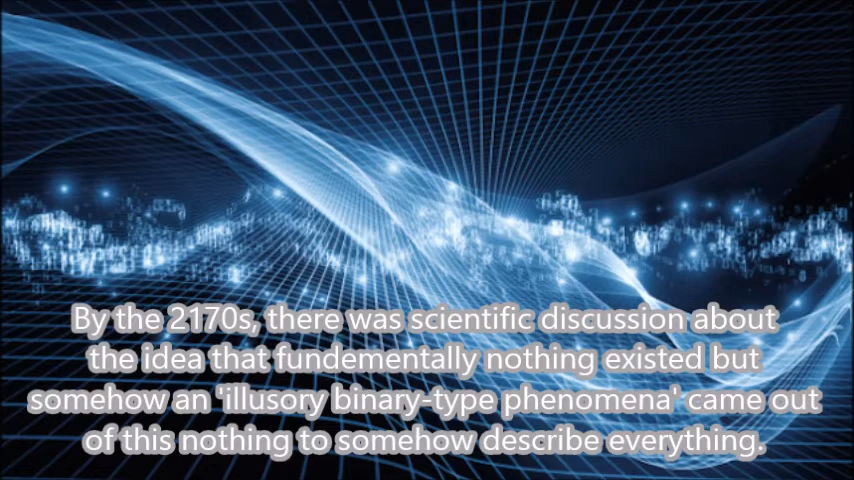 By the 2170s, there was scientific discussion about
the idea that fundementally nothing existed but
somehow an 'illusory binary-type phenomena' came out
of this nothing to somehow describe everything.